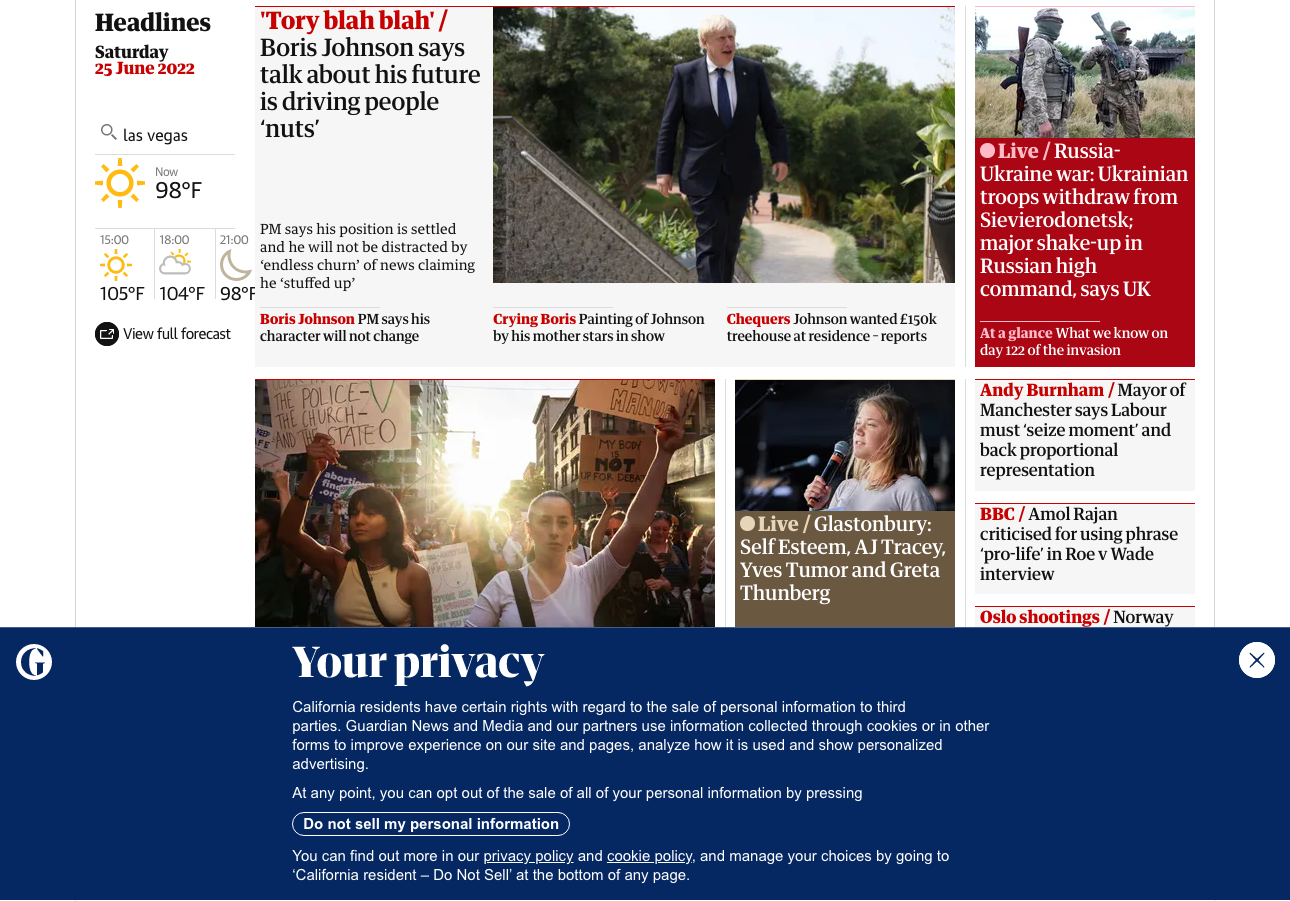 Headlines
Saturday
25 June 2022
las vegas
Now
98°F
15:00
18:00
21:00
105°F
104°F
98°F
View full forecast
'Tory blah blah' /
Boris Johnson says
talk about his future
is driving people
‘nuts’
PM says his position is settled
and he will not be distracted by
‘endless churn’ of news claiming
he ‘stuffed up’
Boris Johnson PM says his
character will not change
Crying Boris Painting of Johnson
by his mother stars in show
Chequers Johnson wanted £150k
treehouse at residence – reports
Live / Russia-
Ukraine war: Ukrainian
troops withdraw from
Sievierodonetsk;
major shake-up in
Russian high
command, says UK
At a glance What we know on
day 122 of the invasion
THE POLICE-
THE CHURCH-
AND THE STATE
abortion
MANUAL
MY BODY
IS
NOT
UP FOR DEBATE
Live / Glastonbury:
Self Esteem, AJ Tracey,
Yves Tumor and Greta
Thunberg
Andy Burnham / Mayor of
Manchester says Labour
must ‘seize moment’ and
back proportional
representation
BBC / Amol Rajan
criticised for using phrase
‘pro-life’ in Roe v Wade
interview
Oslo shootings / Norway
Your privacy
California residents have certain rights with regard to the sale of personal information to third
parties. Guardian News and Media and our partners use information collected through cookies or in other
forms to improve experience on our site and pages, analyze how it is used and show personalized
advertising.
At any point, you can opt out of the sale of all of your personal information by pressing
Do not sell my personal information
You can find out more in our privacy policy and cookie policy, and manage your choices by going to
‘California resident – Do Not Sell’ at the bottom of any page.